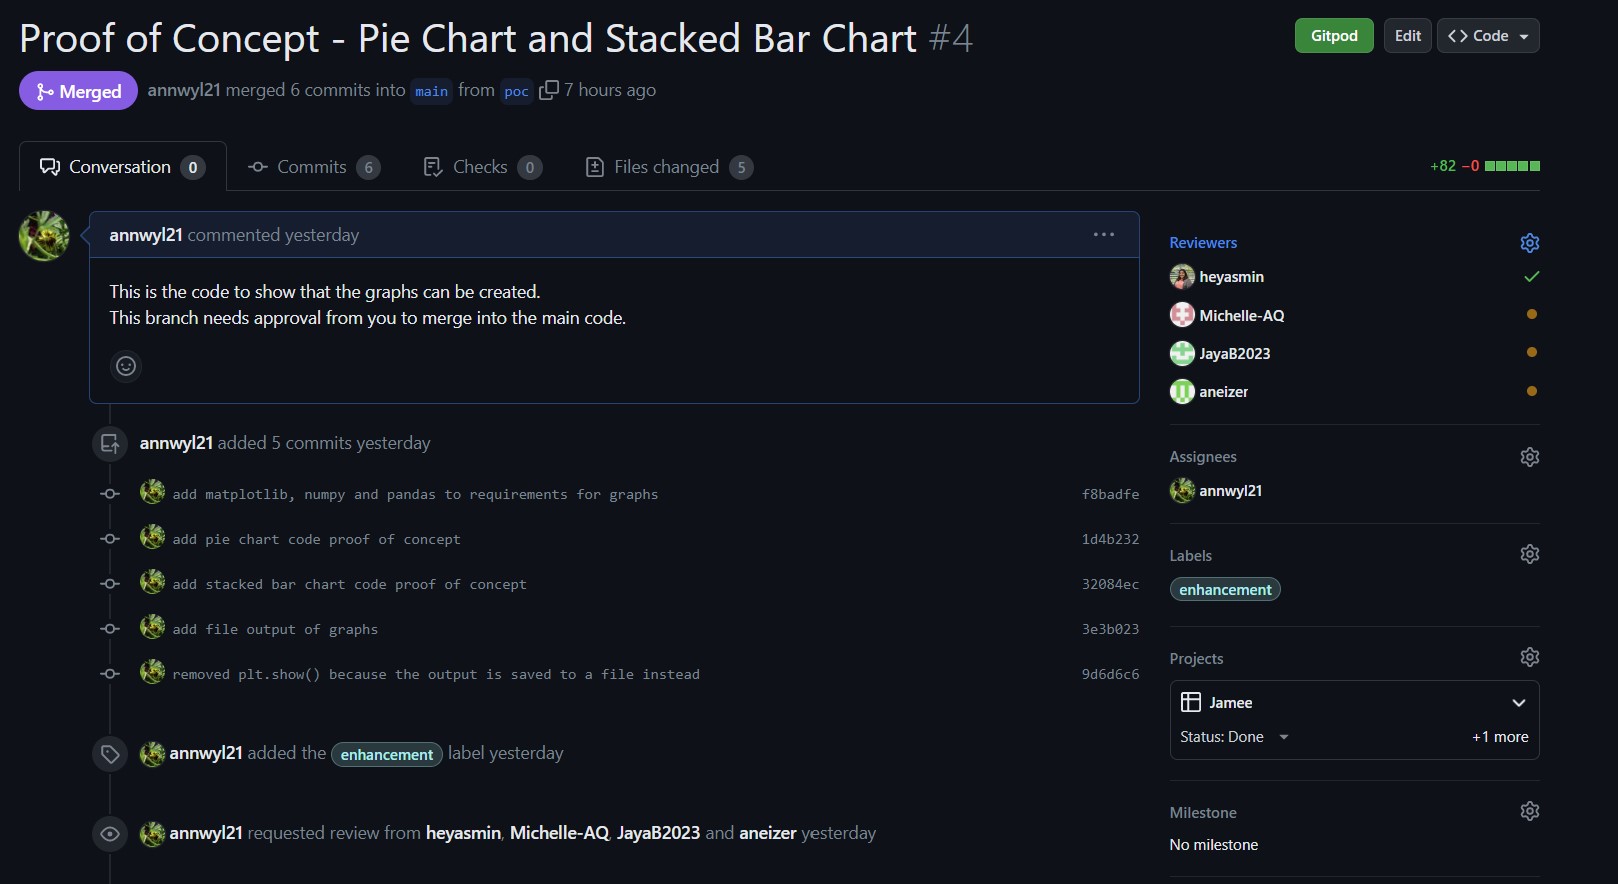 Proof of Concept - Pie Chart and Stacked Bar Chart #4
Gitpod Edit Code
Merged annwyl21 merged 6 commits into main from poc 7 hours ago
Conversation 0 Commits 6 Checks 0 Files changed 5 +82 −0
annwyl21 commented yesterday
This is the code to show that the graphs can be created.
This branch needs approval from you to merge into the main code.
annwyl21 added 5 commits yesterday
add matplotlib, numpy and pandas to requirements for graphs f8badfe
add pie chart code proof of concept 1d4b232
add stacked bar chart code proof of concept 32084ec
add file output of graphs 3e3b023
removed plt.show() because the output is saved to a file instead 9d6d6c6
annwyl21 added the enhancement label yesterday
annwyl21 requested review from heyasmin, Michelle-AQ, JayaB2023 and aneizer yesterday
Reviewers
heyasmin
Michelle-AQ
JayaB2023
aneizer
Assignees
annwyl21
Labels
enhancement
Projects
Jamee
Status: Done +1 more
Milestone
No milestone